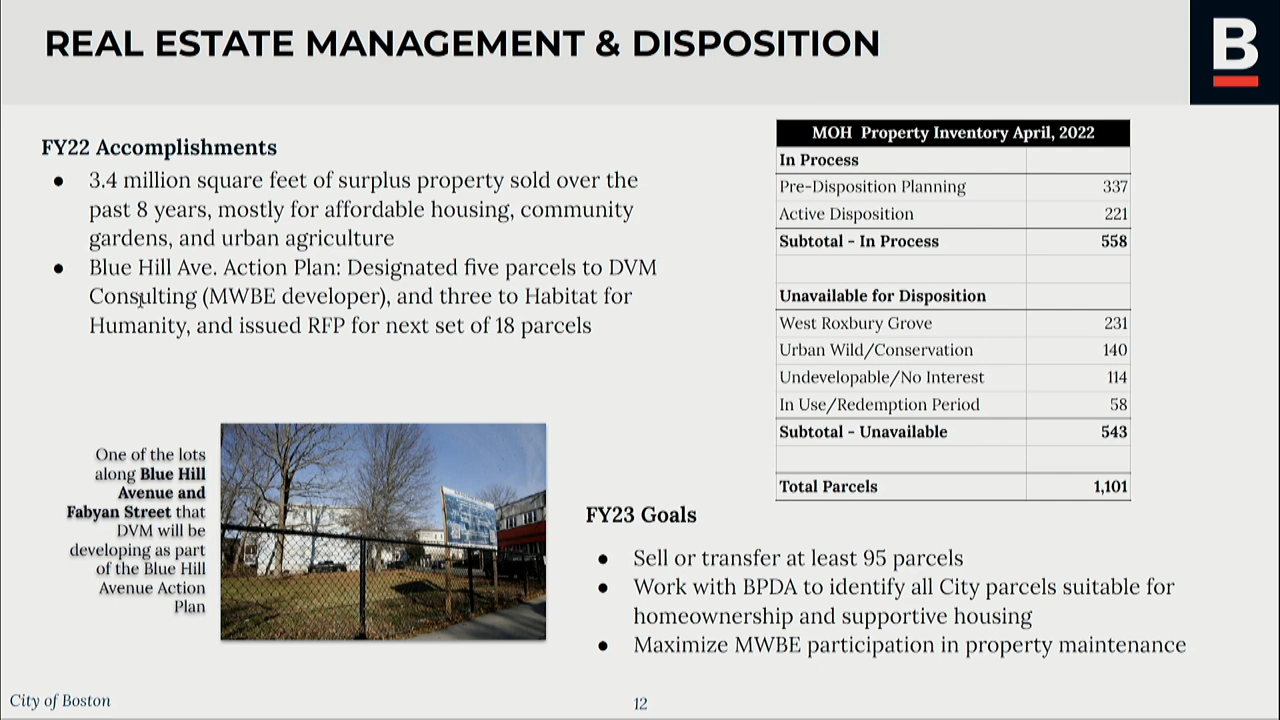 REAL ESTATE MANAGEMENT & DISPOSITION
B
FY22 Accomplishments
● 3.4 million square feet of surplus property sold over the
past 8 years, mostly for affordable housing, community
gardens, and urban agriculture
● Blue Hill Ave. Action Plan: Designated five parcels to DVM
Consulting (MWBE developer), and three to Habitat for
Humanity, and issued RFP for next set of 18 parcels
One of the lots
along Blue Hill
Avenue and
Fabyan Street that
DVM will be
developing as part
of the Blue Hill
Avenue Action
Plan
MOH Property Inventory April, 2022
In Process
Pre-Disposition Planning 337
Active Disposition 221
Subtotal - In Process 558
Unavailable for Disposition
West Roxbury Grove 231
Urban Wild/Conservation 140
Undevelopable/No Interest 114
In Use/Redemption Period 58
Subtotal - Unavailable 543
Total Parcels 1,101
FY23 Goals
● Sell or transfer at least 95 parcels
● Work with BPDA to identify all City parcels suitable for
homeownership and supportive housing
● Maximize MWBE participation in property maintenance
City of Boston
12